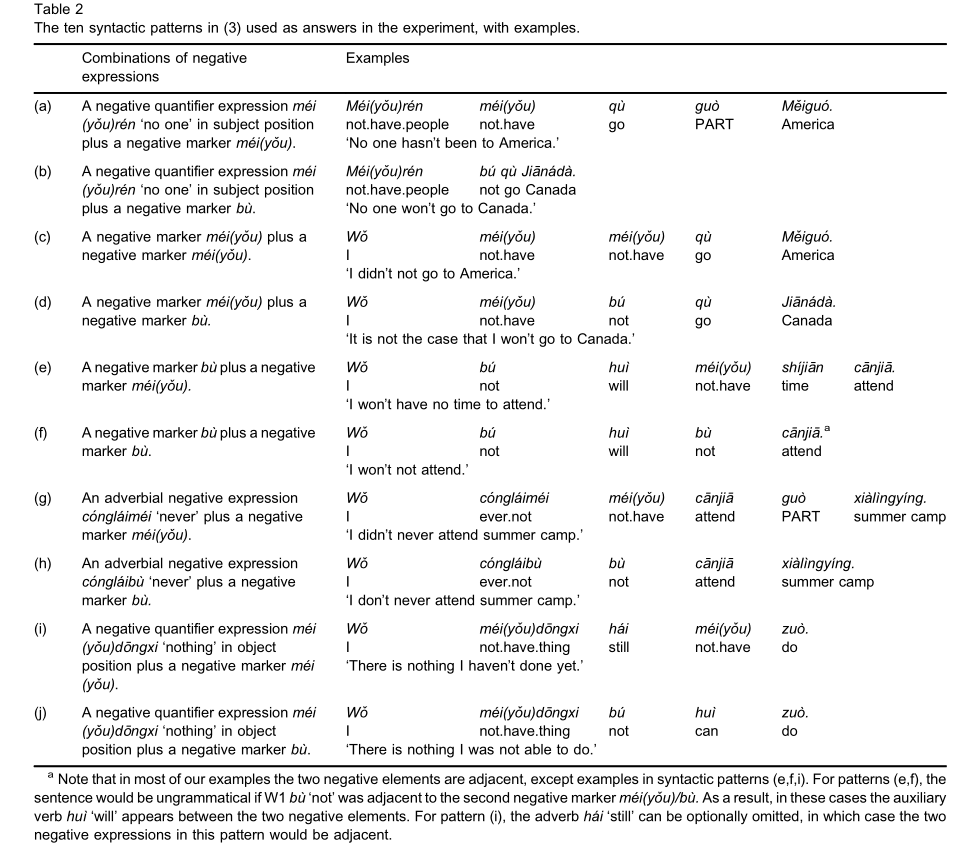 Table 2
The ten syntactic patterns in (3) used as answers in the experiment, with examples.
Combinations of negative expressions Examples
(a) A negative quantifier expression méi Méi(yǒu)rén méi(yǒu) qù guò Měiguó.
(yǒu)rén ‘no one’ in subject position not.have.people not.have go PART America
plus a negative marker méi(yǒu). ‘No one hasn’t been to America.’
(b) A negative quantifier expression méi Méi(yǒu)rén bú qù Jiānádà.
(yǒu)rén ‘no one’ in subject position not.have.people not go Canada
plus a negative marker bù. ‘No one won’t go to Canada.’
(c) A negative marker méi(yǒu) plus a Wǒ méi(yǒu) méi(yǒu) qù Měiguó.
negative marker méi(yǒu). I not.have not.have go America
‘I didn’t not go to America.’
(d) A negative marker méi(yǒu) plus a Wǒ méi(yǒu) bú qù Jiānádà.
negative marker bù. I not.have not go Canada
‘It is not the case that I won’t go to Canada.’
(e) A negative marker bù plus a negative Wǒ bú huì méi(yǒu) shíjiān cānjiā.
marker méi(yǒu). I not will not.have time attend
‘I won’t have no time to attend.’
(f) A negative marker bù plus a negative Wǒ bú huì bù cānjiā.a
marker bù. I not will not attend
‘I won’t not attend.’
(g) An adverbial negative expression Wǒ cóngláiméi méi(yǒu) cānjiā guò xiàlìngyíng.
cóngláiméi ‘never’ plus a negative I ever.not not.have attend PART summer camp
marker méi(yǒu). ‘I didn’t never attend summer camp.’
(h) An adverbial negative expression Wǒ cóngláibù bù cānjiā xiàlìngyíng.
cóngláibù ‘never’ plus a negative I ever.not not attend summer camp
marker bù. ‘I don’t never attend summer camp.’
(i) A negative quantifier expression méi Wǒ méi(yǒu)dōngxi hái méi(yǒu) zuò.
(yǒu)dōngxi ‘nothing’ in object I not.have.thing still not.have do
position plus a negative marker méi ‘There is nothing I haven’t done yet.’
(yǒu).
(j) A negative quantifier expression méi Wǒ méi(yǒu)dōngxi bú huì zuò.
(yǒu)dōngxi ‘nothing’ in object I not.have.thing not can do
position plus a negative marker bù. ‘There is nothing I was not able to do.’
a Note that in most of our examples the two negative elements are adjacent, except examples in syntactic patterns (e,f,i). For patterns (e,f), the
sentence would be ungrammatical if W1 bù ‘not’ was adjacent to the second negative marker méi(yǒu)/bù. As a result, in these cases the auxiliary
verb huì ‘will’ appears between the two negative elements. For pattern (i), the adverb hái ‘still’ can be optionally omitted, in which case the two
negative expressions in this pattern would be adjacent.